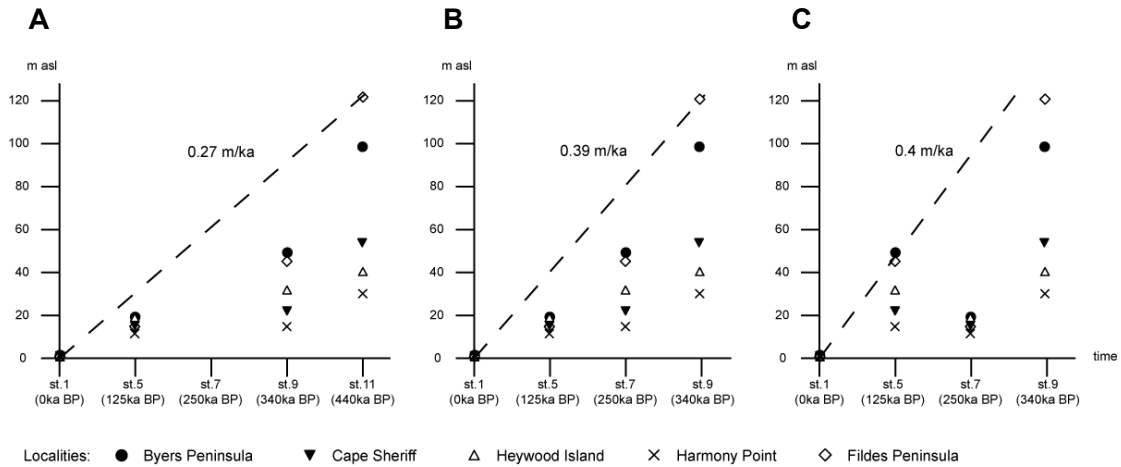 A
B
C
m asl
m asl
m asl
120
100
80
60
40
20
0
0.27 m/ka
120
100
80
60
40
20
0
0.39 m/ka
120
100
80
60
40
20
0
0.4 m/ka
time
st.1 st.5 st.7 st.9 st.11
(0ka BP) (125ka BP) (250ka BP) (340ka BP) (440ka BP)
st.1 st.5 st.7 st.9
(0ka BP) (125ka BP) (250ka BP) (340ka BP)
st.1 st.5 st.7 st.9
(0ka BP) (125ka BP) (250ka BP) (340ka BP)
Localities: Byers Peninsula Cape Sheriff Heywood Island Harmony Point Fildes Peninsula